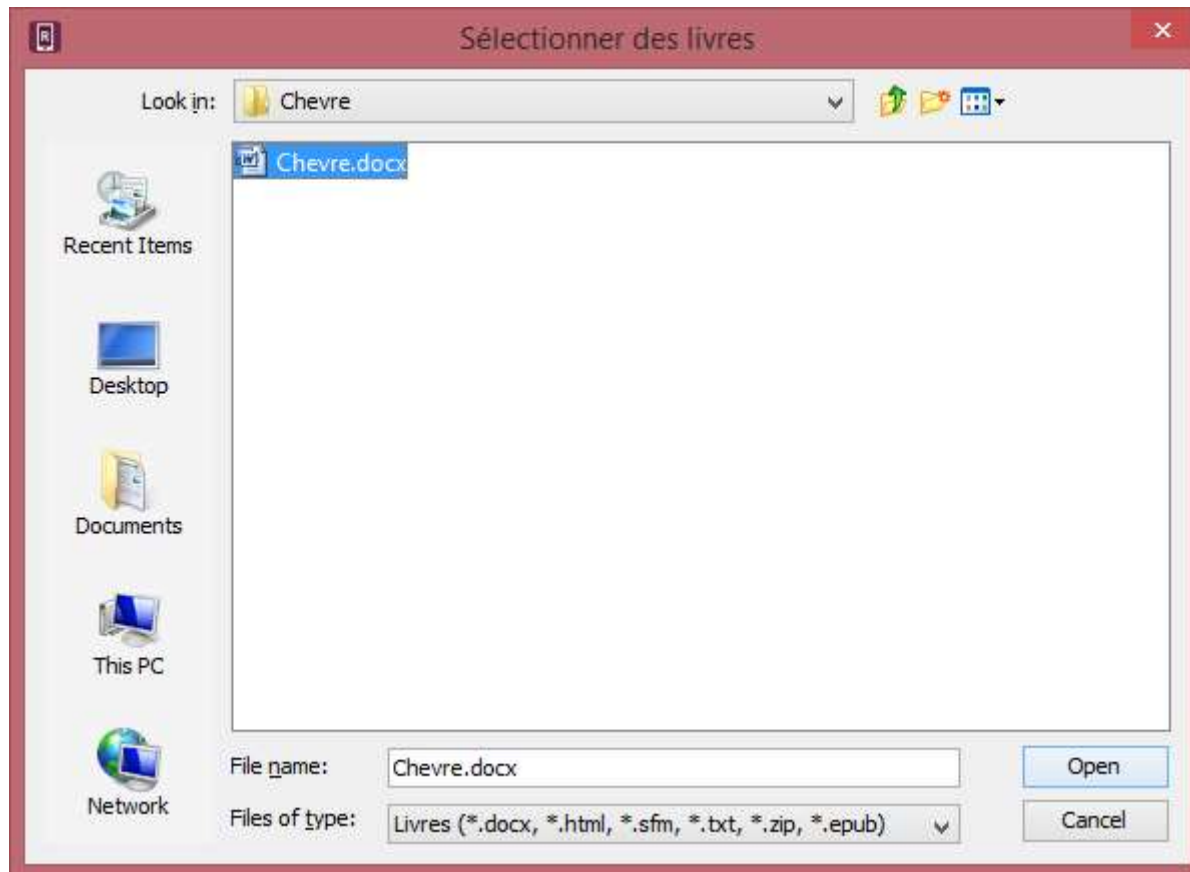 Sélectionner des livres
Look in: Chevre
Chevre.docx
Recent Items
Desktop
Documents
This PC
Network
File name: Chevre.docx
Open
Files of type: Livres (*.docx, *.html, *.sfm, *.txt, *.zip, *.epub)
Cancel